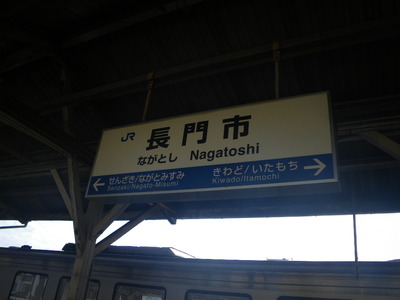 JR 長門市
ながとし Nagatoshi
せんざき/ながとみすみ きわど/いたもち
Senzaki/Nagato-Misumi Kiwado/Itamochi